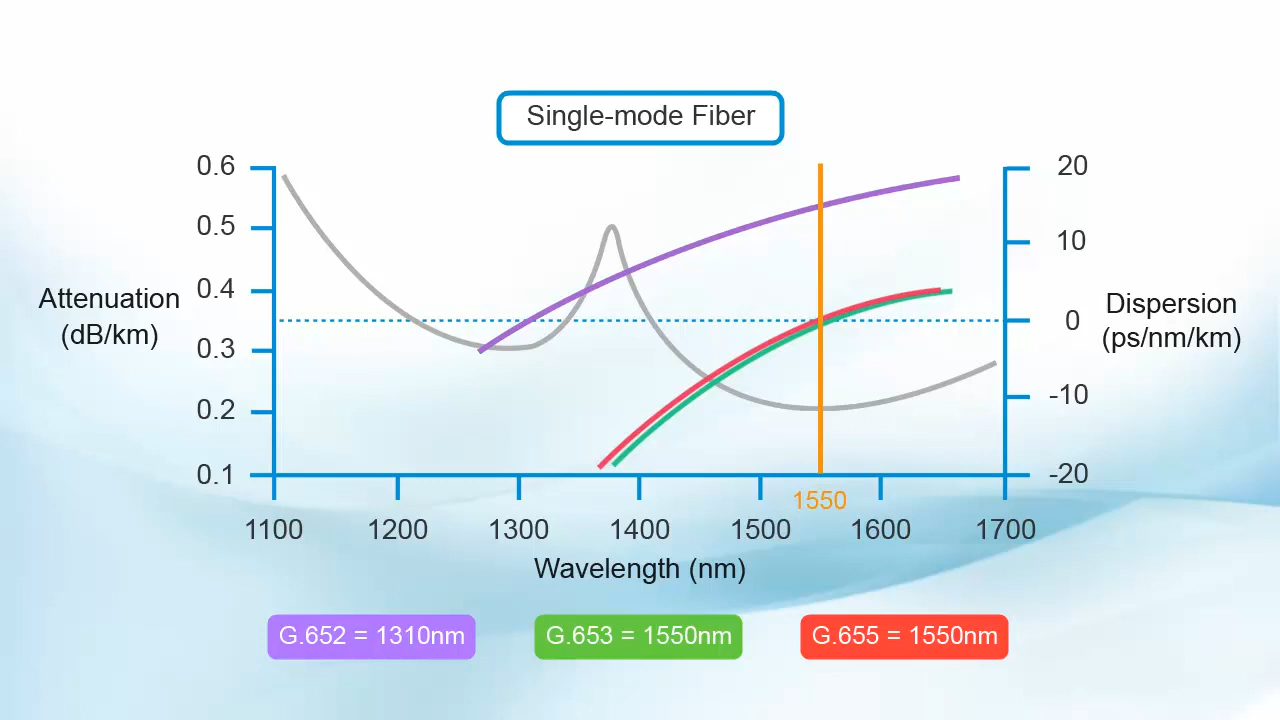 Single-mode Fiber
0.6
0.5
0.4
0.3
0.2
0.1
Attenuation
(dB/km)
20
10
0
-10
-20
Dispersion
(ps/nm/km)
1550
1100 1200 1300 1400 1500 1600 1700
Wavelength (nm)
G.652 = 1310nm
G.653 = 1550nm
G.655 = 1550nm